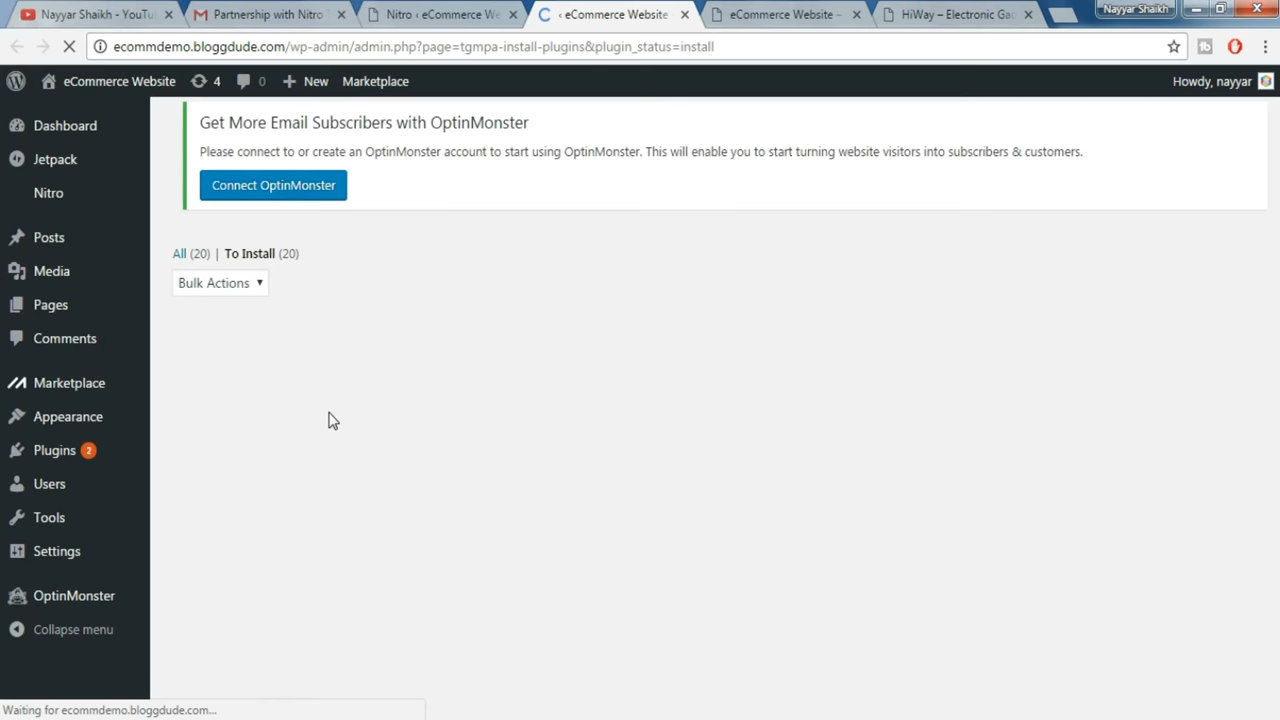 Nayyar Shaikh - YouTu
Partnership with Nitro T
Nitro ‹ eCommerce We
‹ eCommerce Website
eCommerce Website –
HiWay – Electronic Gad
Nayyar Shaikh
ecommdemo.bloggdude.com/wp-admin/admin.php?page=tgmpa-install-plugins&plugin_status=install
eCommerce Website
4
0
New
Marketplace
Howdy, nayyar
Dashboard
Jetpack
Nitro
Posts
Media
Pages
Comments
Marketplace
Appearance
Plugins 2
Users
Tools
Settings
OptinMonster
Collapse menu
Get More Email Subscribers with OptinMonster
Please connect to or create an OptinMonster account to start using OptinMonster. This will enable you to start turning website visitors into subscribers & customers.
Connect OptinMonster
All (20) | To Install (20)
Bulk Actions
Waiting for ecommdemo.bloggdude.com...